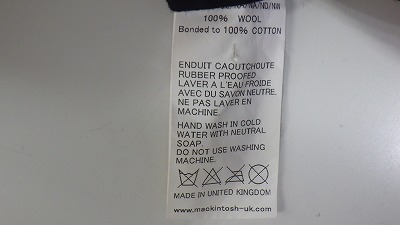 100% WOOL
Bonded to 100% COTTON
ENDUIT CAOUTCHOUTE
RUBBER PROOFED
LAVER A L'EAU FROIDE
AVEC DU SAVON NEUTRE.
NE PAS LAVER EN
MACHINE.
HAND WASH IN COLD
WATER WITH NEUTRAL
SOAP.
DO NOT USE WASHING
MACHINE.
MADE IN UNITED KINGDOM
www.mackintosh-uk.com